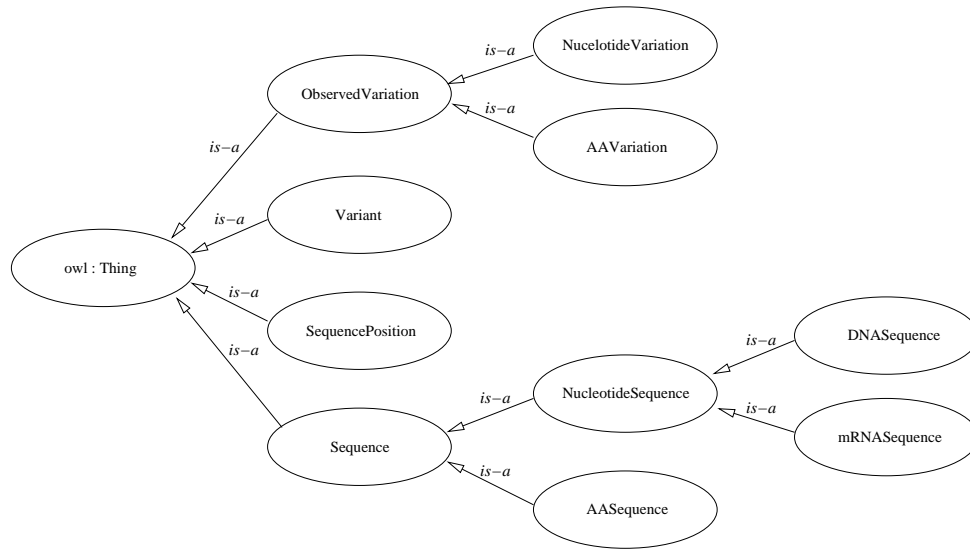 NucelotideVariation
is−a
ObservedVariation
is−a
AAVariation
is−a
Variant
is−a
owl : Thing
is−a
SequencePosition
is−a
DNASequence
is−a
NucleotideSequence
is−a
is−a
mRNASequence
Sequence
is−a
AASequence